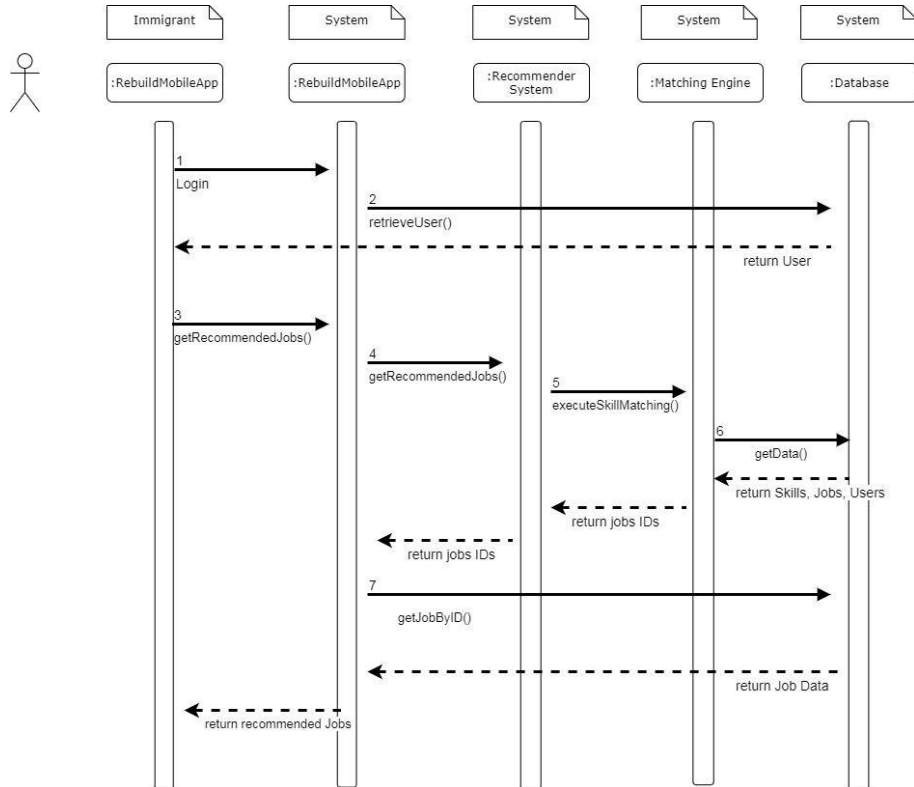 Immigrant
System
System
System
System
:RebuildMobileApp
:RebuildMobileApp
:Recommender
System
:Matching Engine
:Database
1
Login
2
retrieveUser()
return User
3
getRecommendedJobs()
4
getRecommendedJobs()
5
executeSkillMatching()
6
getData()
return Skills, Jobs, Users
return jobs IDs
return jobs IDs
7
getJobByID()
return Job Data
return recommended Jobs